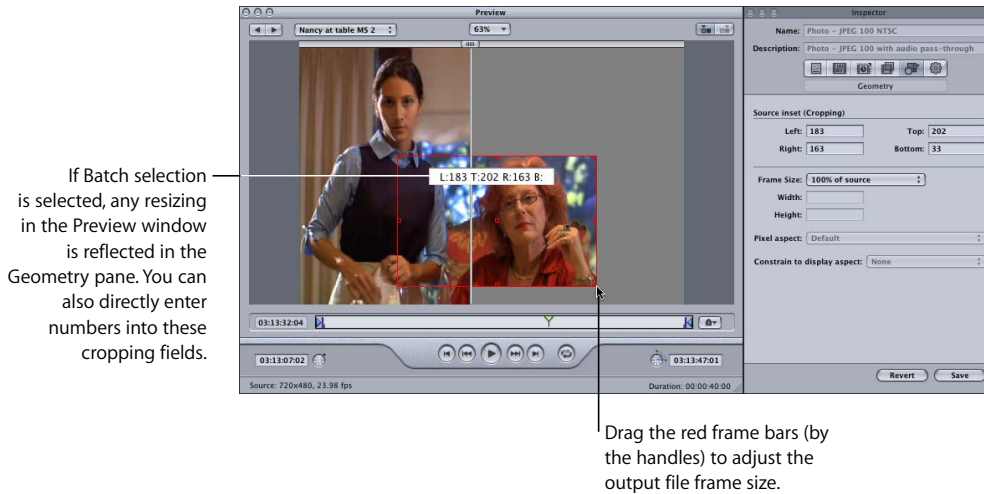 Preview
Nancy at table MS 2
63%
L:183 T:202 R:163 B:
03:13:32:04
03:13:07:02
03:13:47:01
Source: 720x480, 23.98 fps
Duration: 00:00:40:00
Inspector
Name: Photo - JPEG 100 NTSC
Description: Photo - JPEG 100 with audio pass-through
Geometry
Source inset (Cropping)
Left: 183 Top: 202
Right: 163 Bottom: 33
Frame Size: 100% of source
Width:
Height:
Pixel aspect: Default
Constrain to display aspect: None
Revert Save
If Batch selection
is selected, any resizing
in the Preview window
is reflected in the
Geometry pane. You can
also directly enter
numbers into these
cropping fields.
Drag the red frame bars (by
the handles) to adjust the
output file frame size.